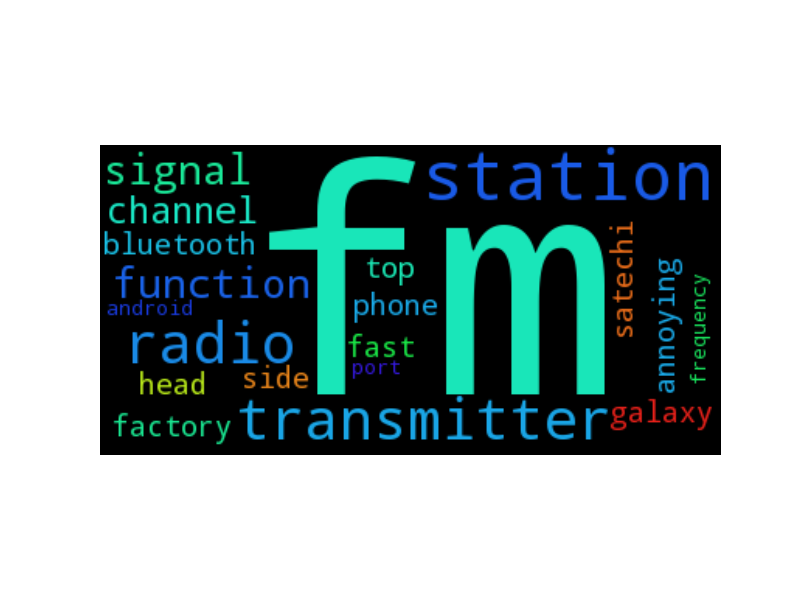 signal
station
channel
bluetooth
fm
top
function
android
phone
radio
fast
port
head
side
satechi
annoying
frequency
factory
transmitter
galaxy